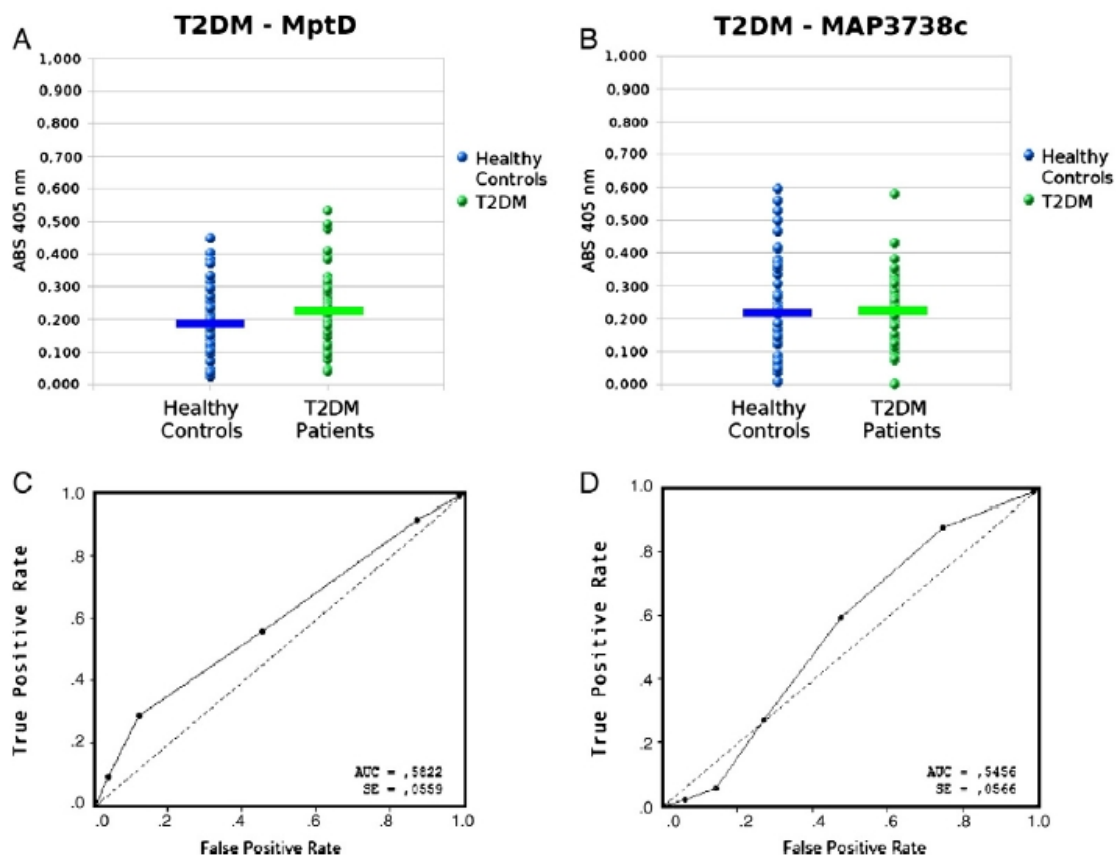 A
T2DM - MptD
ABS 405 nm
1,000
0,900
0,800
0,700
0,600
0,500
0,400
0,300
0,200
0,100
0,000
Healthy
Controls
T2DM
Healthy
Controls
T2DM
Patients
B
T2DM - MAP3738c
ABS 405 nm
1,000
0,900
0,800
0,700
0,600
0,500
0,400
0,300
0,200
0,100
0,000
Healthy
Controls
T2DM
Healthy
Controls
T2DM
Patients
C
True Positive Rate
1.0
.8
.6
.4
.2
.0
AUC = ,5822
SE = ,0559
.0 .2 .4 .6 .8 1.0
False Positive Rate
D
True Positive Rate
1.0
.8
.6
.4
.2
.0
AUC = ,5456
SE = ,0566
.0 .2 .4 .6 .8 1.0
False Positive Rate